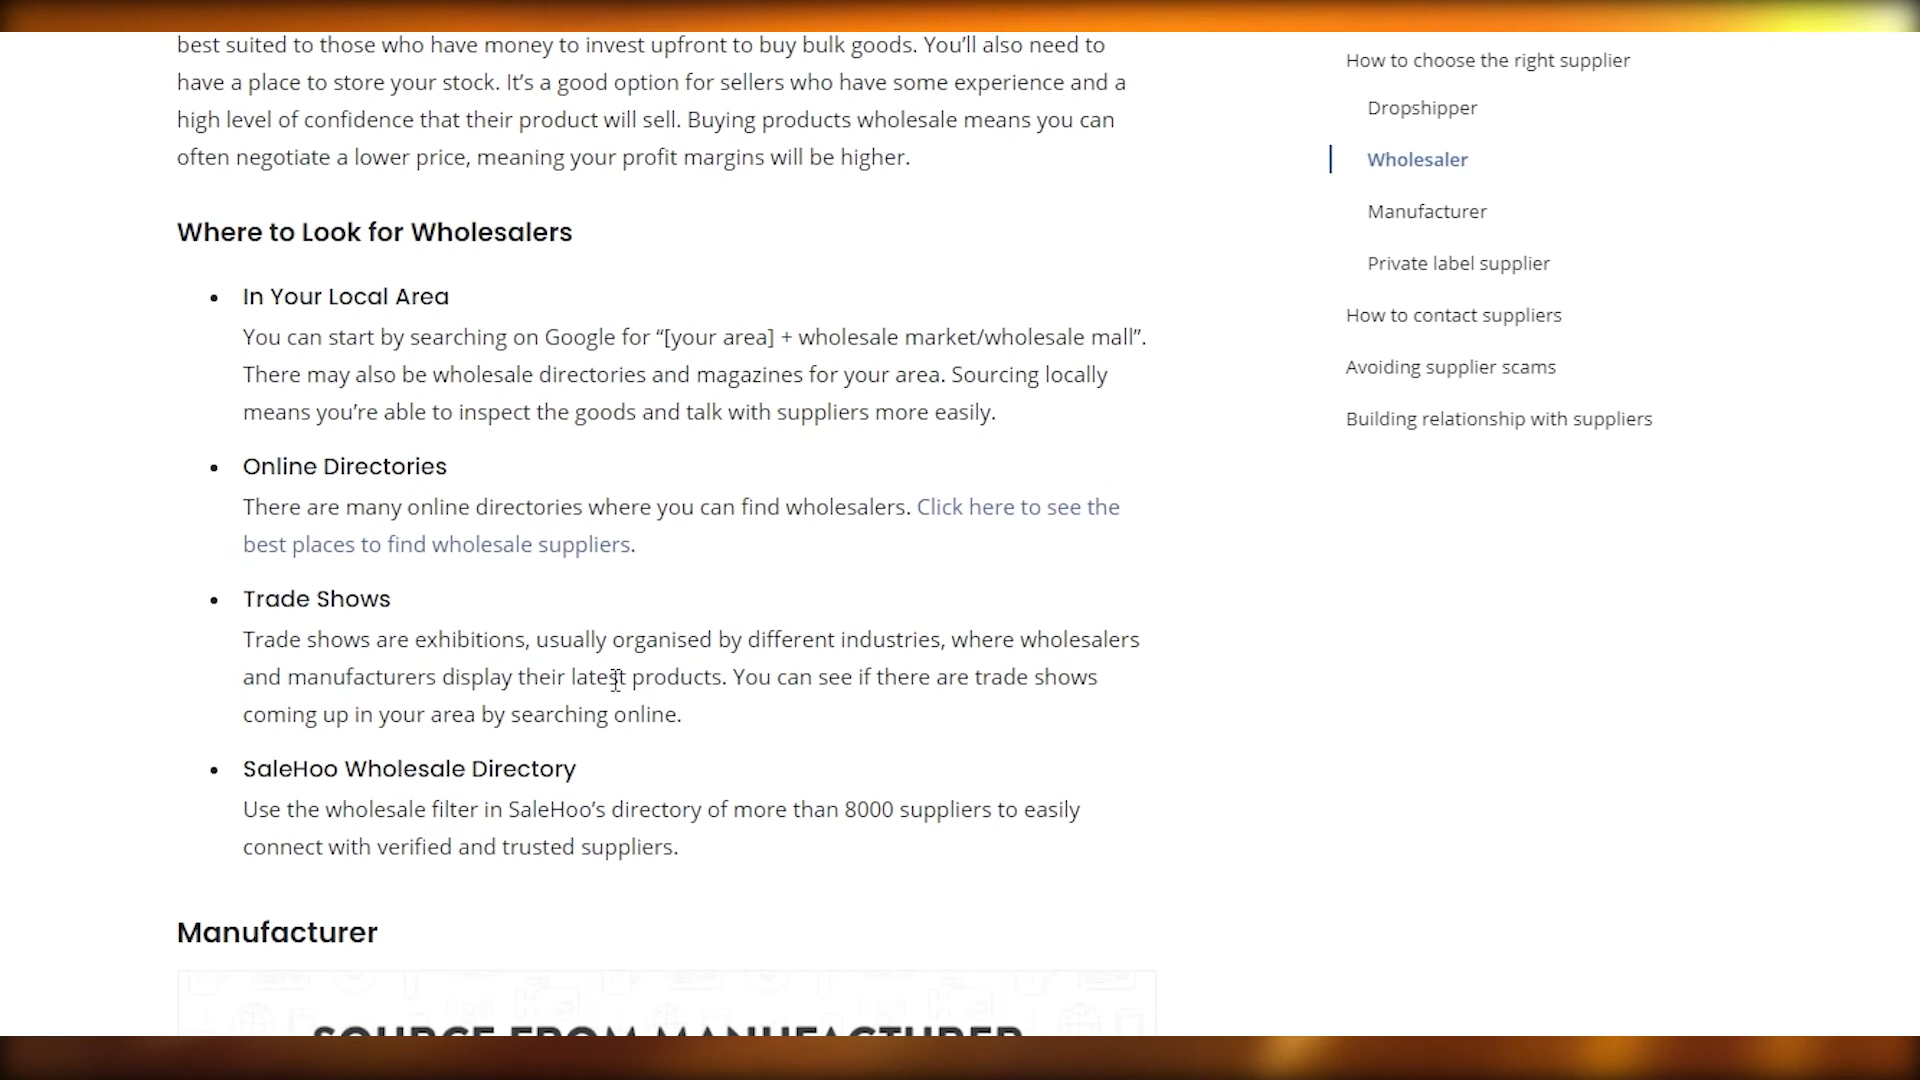 best suited to those who have money to invest upfront to buy bulk goods. You’ll also need to
have a place to store your stock. It’s a good option for sellers who have some experience and a
high level of confidence that their product will sell. Buying products wholesale means you can
often negotiate a lower price, meaning your profit margins will be higher.
Where to Look for Wholesalers
• In Your Local Area
You can start by searching on Google for “[your area] + wholesale market/wholesale mall”.
There may also be wholesale directories and magazines for your area. Sourcing locally
means you’re able to inspect the goods and talk with suppliers more easily.
• Online Directories
There are many online directories where you can find wholesalers. Click here to see the
best places to find wholesale suppliers.
• Trade Shows
Trade shows are exhibitions, usually organised by different industries, where wholesalers
and manufacturers display their latest products. You can see if there are trade shows
coming up in your area by searching online.
• SaleHoo Wholesale Directory
Use the wholesale filter in SaleHoo’s directory of more than 8000 suppliers to easily
connect with verified and trusted suppliers.
Manufacturer
SOURCE FROM MANUFACTURER
How to choose the right supplier
Dropshipper
Wholesaler
Manufacturer
Private label supplier
How to contact suppliers
Avoiding supplier scams
Building relationship with suppliers